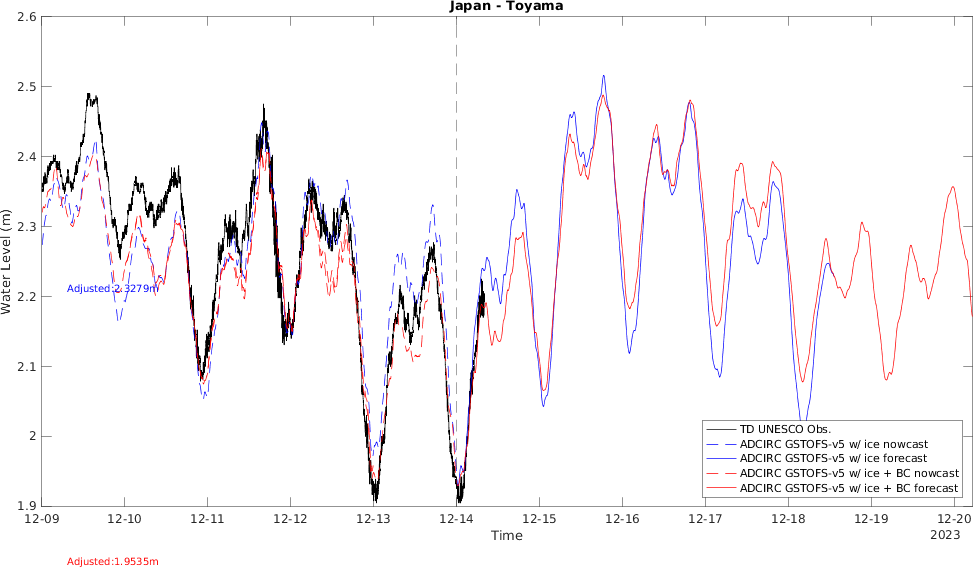 Japan - Toyama
2.6
2.5
2.4
2.3
2.2
2.1
2
1.9
Water Level (m)
Adjusted:2.3279m
TD UNESCO Obs.
ADCIRC GSTOFS-v5 w/ ice nowcast
ADCIRC GSTOFS-v5 w/ ice forecast
ADCIRC GSTOFS-v5 w/ ice + BC nowcast
ADCIRC GSTOFS-v5 w/ ice + BC forecast
12-09 12-10 12-11 12-12 12-13 12-14 12-15 12-16 12-17 12-18 12-19 12-20
2023
Time
Adjusted:1.9535m